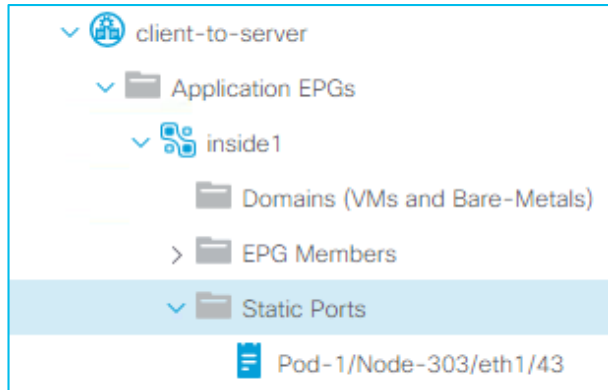 client-to-server
Application EPGs
inside1
Domains (VMs and Bare-Metals)
EPG Members
Static Ports
Pod-1/Node-303/eth1/43